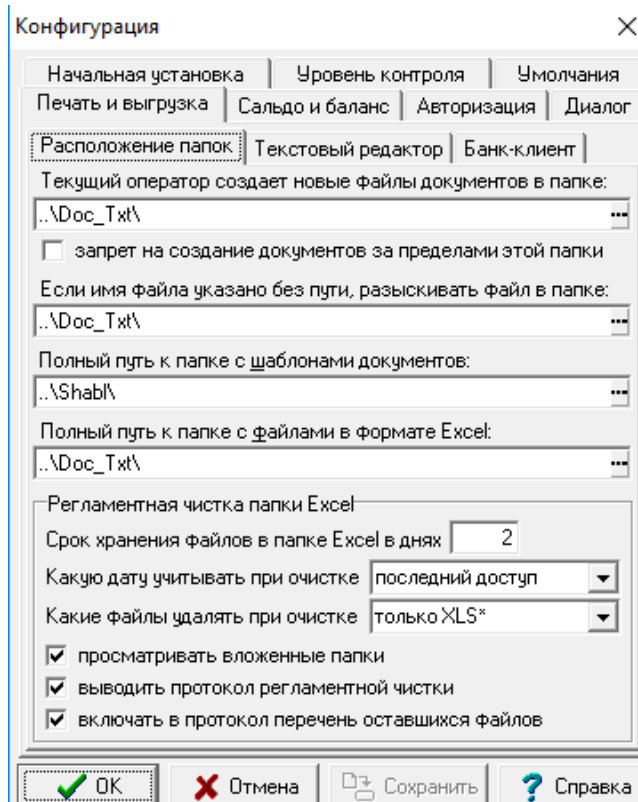 Конфигурация
Начальная установка Уровень контроля Умолчания
Печать и выгрузка Сальдо и баланс Авторизация Диалог
Расположение папок Текстовый редактор Банк-клиент
Текущий оператор создает новые файлы документов в папке:
..\Doc_Txt\
запрет на создание документов за пределами этой папки
Если имя файла указано без пути, разыскивать файл в папке:
..\Doc_Txt\
Полный путь к папке с шаблонами документов:
..\Shabl\
Полный путь к папке с файлами в формате Excel:
..\Doc_Txt\
Регламентная чистка папки Excel
Срок хранения файлов в папке Excel в днях 2
Какую дату учитывать при очистке последний доступ
Какие файлы удалять при очистке только XLS*
просматривать вложенные папки
выводить протокол регламентной чистки
включать в протокол перечень оставшихся файлов
OK Отмена Сохранить Справка